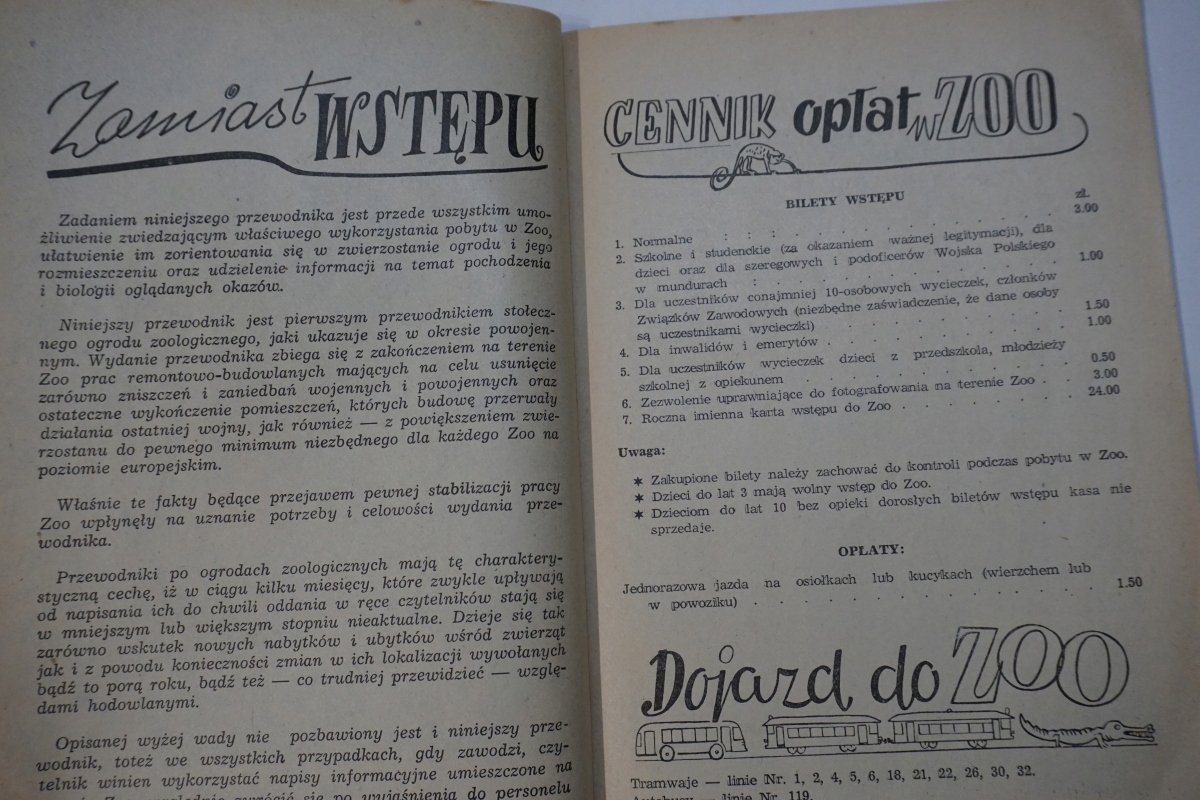 Zamiast WSTĘPU
Zadaniem niniejszego przewodnika jest przede wszystkim umo-
żliwienie zwiedzającym właściwego wykorzystania pobytu w Zoo,
ułatwienie im zorientowania się w zwierzostanie ogrodu i jego
rozmieszczeniu oraz udzielenie informacji na temat pochodzenia
i biologii oglądanych okazów.
Niniejszy przewodnik jest pierwszym przewodnikiem stołecz-
nego ogrodu zoologicznego, jaki ukazuje się w okresie powojen-
nym. Wydanie przewodnika zbiega się z zakończeniem na terenie
Zoo prac remontowo-budowlanych mających na celu usunięcie
zarówno zniszczeń i zaniedbań wojennych i powojennych oraz
ostateczne wykończenie pomieszczeń, których budowę przerwały
działania ostatniej wojny, jak również — z powiększeniem zwie-
rzostanu do pewnego minimum niezbędnego dla każdego Zoo na
poziomie europejskim.
Właśnie te fakty będące przejawem pewnej stabilizacji pracy
Zoo wpłynęły na uznanie potrzeby i celowości wydania prze-
wodnika.
Przewodniki po ogrodach zoologicznych mają tę charaktery-
styczną cechę, iż w ciągu kilku miesięcy, które zwykle upływają
od napisania ich do chwili oddania w ręce czytelników stają się
w mniejszym lub większym stopniu nieaktualne. Dzieje się tak
zarówno wskutek nowych nabytków i ubytków wśród zwierząt
jak i z powodu konieczności zmian w ich lokalizacji wywołanych
bądź to porą roku, bądź też — co trudniej przewidzieć — wzglę-
dami hodowlanymi.
Opisanej wyżej wady nie pozbawiony jest i niniejszy prze-
wodnik, toteż we wszystkich przypadkach, gdy zawodzi, czy-
telnik winien wykorzystać napisy informacyjne umieszczone na
się po wyjaśnienia do personelu
CENNIK opłat w ZOO
BILETY WSTĘPU
zł.
1. Normalne : : : . . . . . . . . . 3.00
2. Szkolne i studenckie (za okazaniem ważnej legitymacji), dla
dzieci oraz dla szeregowych i podoficerów Wojska Polskiego
w mundurach : . . . . . . . . . . 1.00
3. Dla uczestników conajmniej 10-osobowych wycieczek, członków
Związków Zawodowych (niezbędne zaświadczenie, że dane osoby
są uczestnikami wycieczki) . . . . . . . . 1.50
4. Dla inwalidów i emerytów . . . . . . . . 1.00
5. Dla uczestników wycieczek dzieci z przedszkola, młodzieży
szkolnej z opiekunem . . . . . . . . . 0.50
6. Zezwolenie uprawniające do fotografowania na terenie Zoo . . 3.00
7. Roczna imienna karta wstępu do Zoo . . . . . . 24.00
Uwaga:
* Zakupione bilety należy zachować do kontroli podczas pobytu w Zoo.
* Dzieci do lat 3 mają wolny wstęp do Zoo.
* Dzieciom do lat 10 bez opieki dorosłych biletów wstępu kasa nie
sprzedaje.
OPŁATY:
Jednorazowa jazda na osiołkach lub kucykach (wierzchem lub
w powoziku) . . . . . . . . . . . 1.50
Dojazd do ZOO
Tramwaje — linie Nr. 1, 2, 4, 5, 6, 18, 21, 22, 26, 30, 32.
Autobusy — linie Nr. 119.